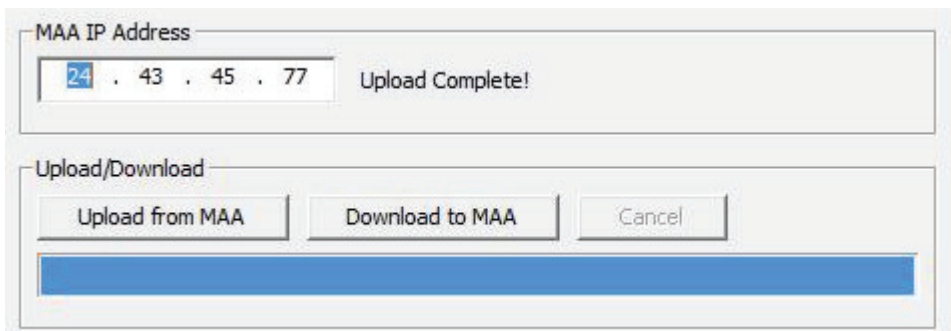 MAA IP Address
24 . 43 . 45 . 77 Upload Complete!
Upload/Download
Upload from MAA Download to MAA Cancel